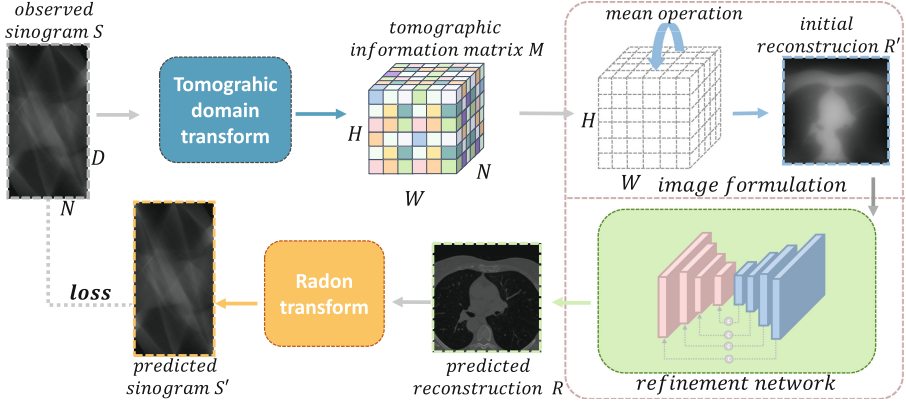 observed
sinogram S
D
N
Tomograhic
domain
transform
tomographic
information matrix M
H
W
N
mean operation
H
W
initial
reconstrucion R'
image formulation
refinement network
c
c
c
c
predicted
reconstruction R
Radon
transform
predicted
sinogram S'
loss